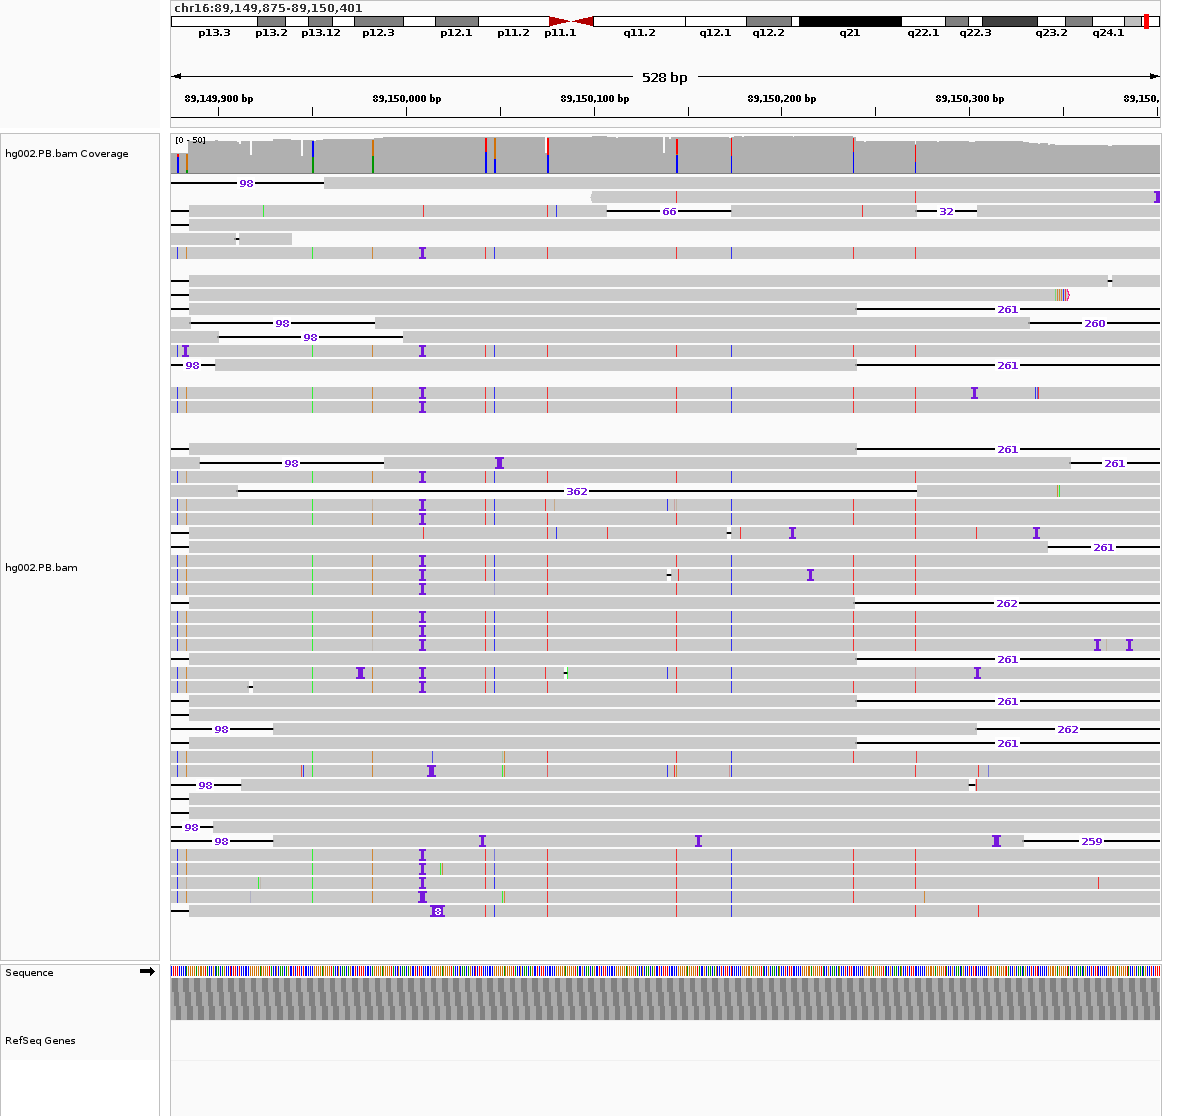 chr16:89,149,875-89,150,401
p13.3 p13.2 p13.12 p12.3 p12.1 p11.2 p11.1 q11.2 q12.1 q12.2 q21 q22.1 q22.3 q23.2 q24.1
528 bp
89,149,900 bp 89,150,000 bp 89,150,100 bp 89,150,200 bp 89,150,300 bp 89,150,
[0 - 50]
hg002.PB.bam Coverage
98
66 32
261
98 260
98
98 261
261
98 261
362
261
hg002.PB.bam
262
261
261
98 262
261
98
98
98 259
8
Sequence
RefSeq Genes